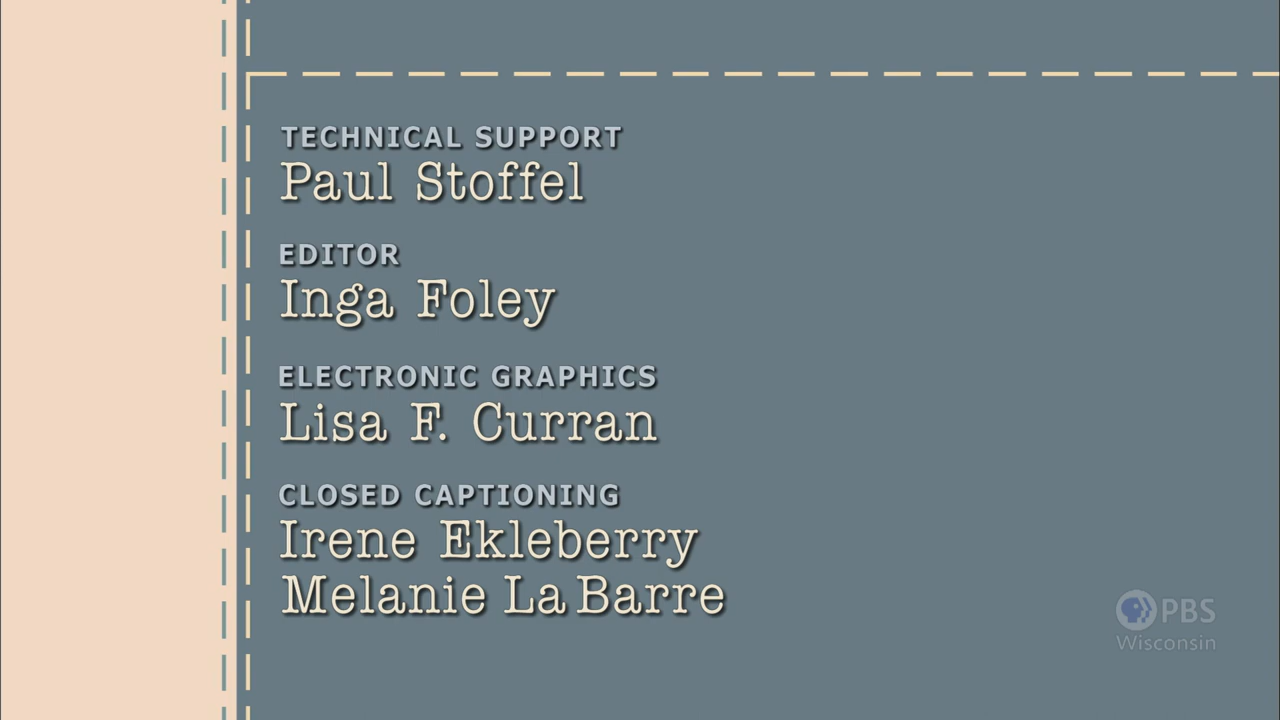 TECHNICAL SUPPORT
Paul Stoffel
EDITOR
Inga Foley
ELECTRONIC GRAPHICS
Lisa F. Curran
CLOSED CAPTIONING
Irene Ekleberry
Melanie La Barre
PBS
Wisconsin